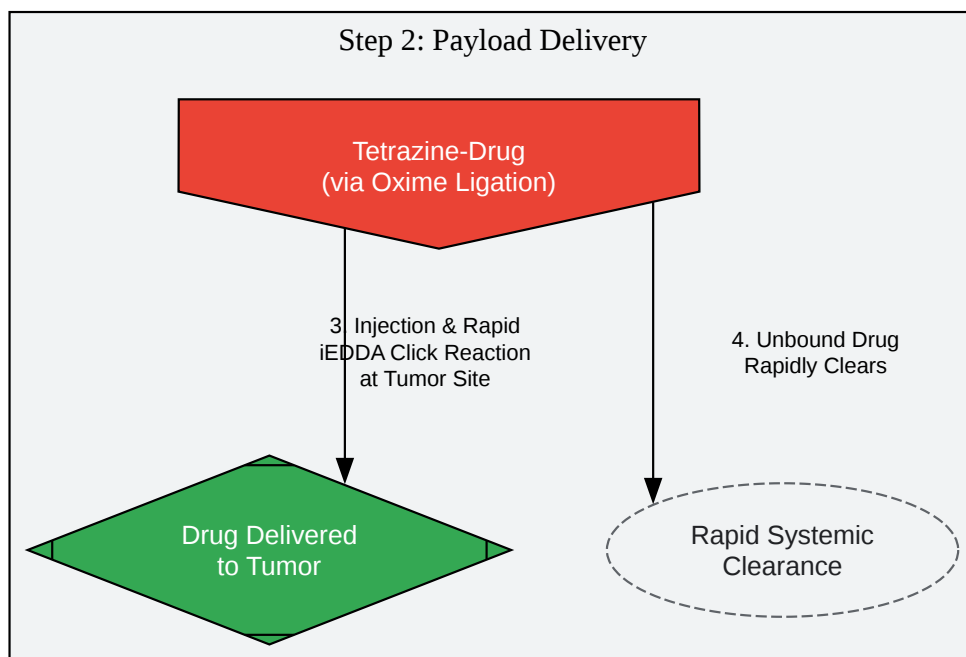 Step 2: Payload Delivery
Tetrazine-Drug
(via Oxime Ligation)
3. Injection & Rapid
iEDDA Click Reaction
at Tumor Site
4. Unbound Drug
Rapidly Clears
Drug Delivered
to Tumor
Rapid Systemic
Clearance